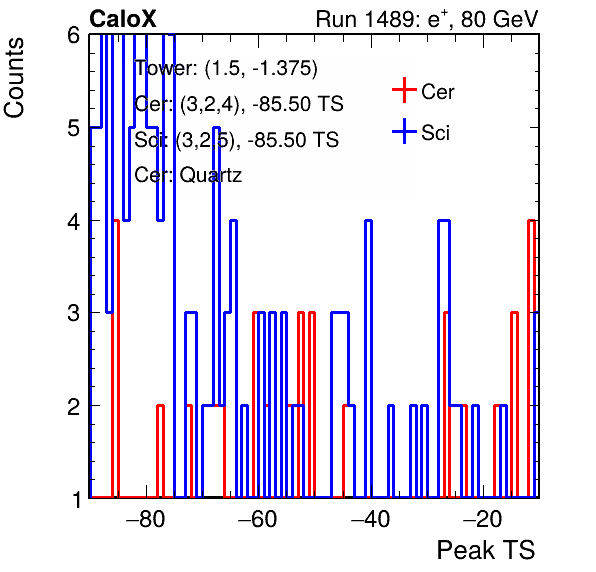 CaloX Run 1489: e+, 80 GeV
Counts
6
5
4
3
2
1
Tower: (1.5, -1.375)
Cer: (3,2,4), -85.50 TS
Sci: (3,2,5), -85.50 TS
Cer: Quartz
Cer
Sci
−80 −60 −40 −20
Peak TS